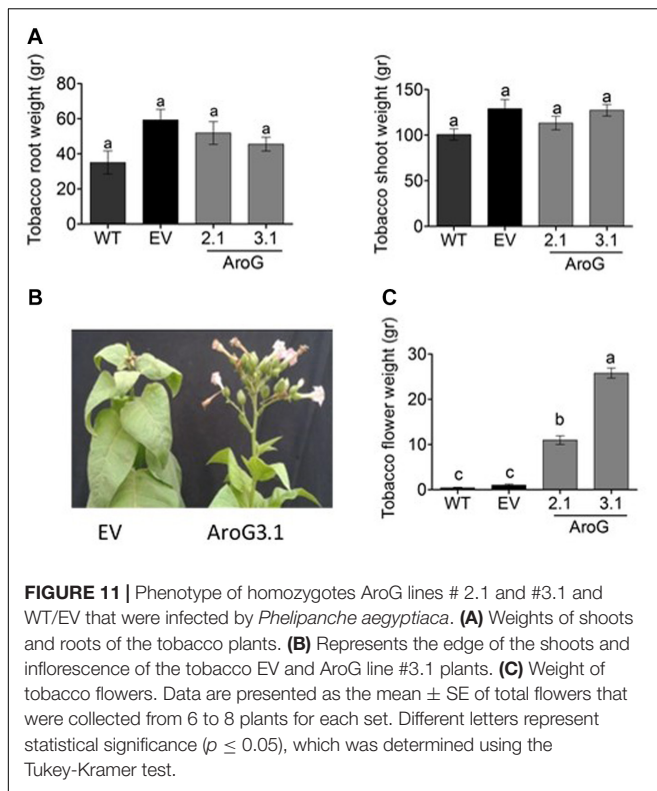 A
Tobacco root weight (gr)
80
60
40
20
0
a
a
a
a
WT
EV
2.1
3.1
AroG
Tobacco shoot weight (gr)
150
100
50
0
a
a
a
a
WT
EV
2.1
3.1
AroG
B
EV
AroG3.1
C
Tobacco flower weight (gr)
30
20
10
0
c
c
b
a
WT
EV
2.1
3.1
AroG
FIGURE 11 | Phenotype of homozygotes AroG lines # 2.1 and #3.1 and
WT/EV that were infected by Phelipanche aegyptiaca. (A) Weights of shoots
and roots of the tobacco plants. (B) Represents the edge of the shoots and
inflorescence of the tobacco EV and AroG line #3.1 plants. (C) Weight of
tobacco flowers. Data are presented as the mean ± SE of total flowers that
were collected from 6 to 8 plants for each set. Different letters represent
statistical significance (p ≤ 0.05), which was determined using the
Tukey-Kramer test.